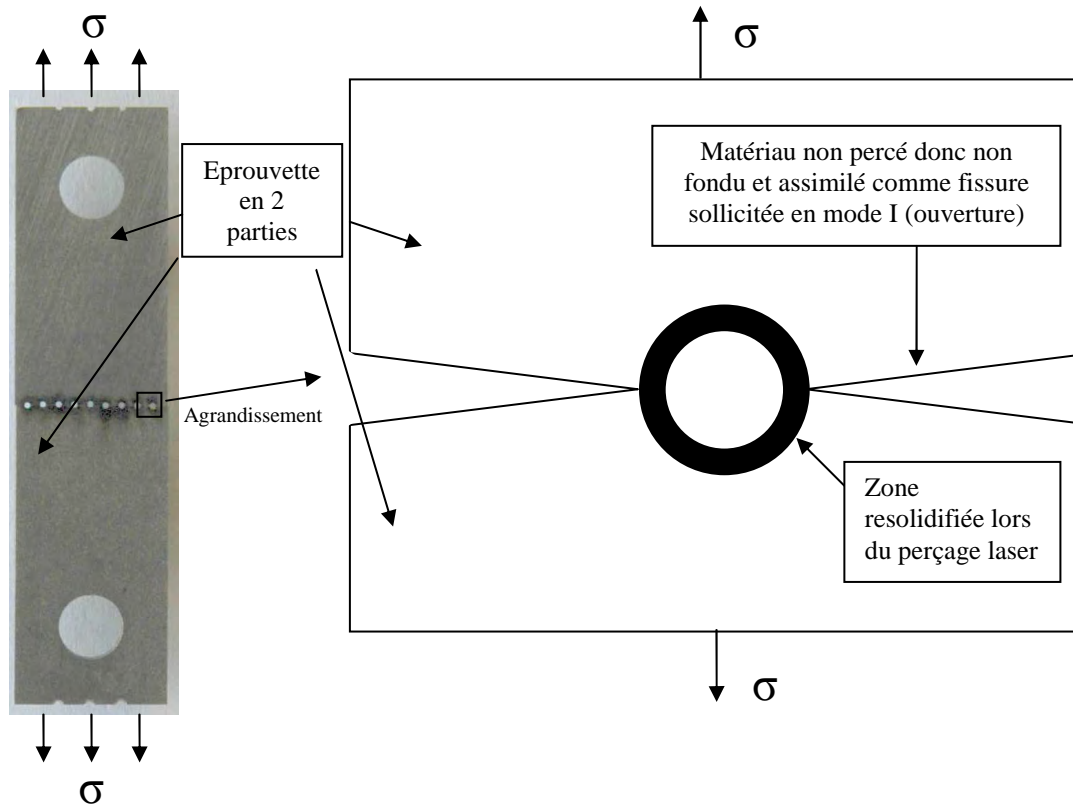 σ
σ
Eprouvette
en 2
parties
Matériau non percé donc non
fondu et assimilé comme fissure
sollicitée en mode I (ouverture)
Agrandissement
Zone
resolidifiée lors
du perçage laser
σ
σ